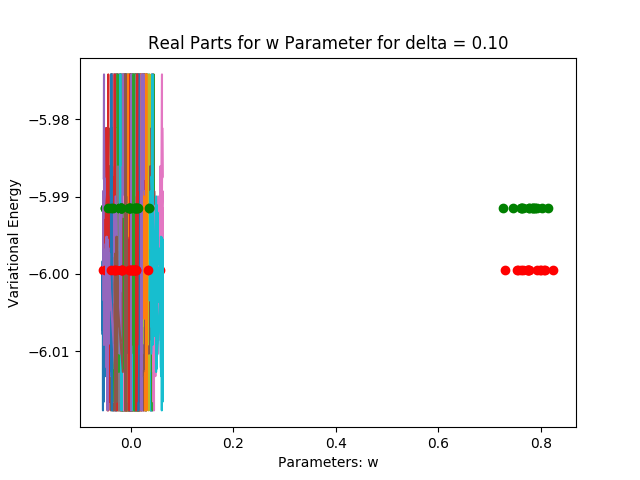 Real Parts for w Parameter for delta = 0.10
Variational Energy
−5.98
−5.99
−6.00
−6.01
0.0 0.2 0.4 0.6 0.8
Parameters: w